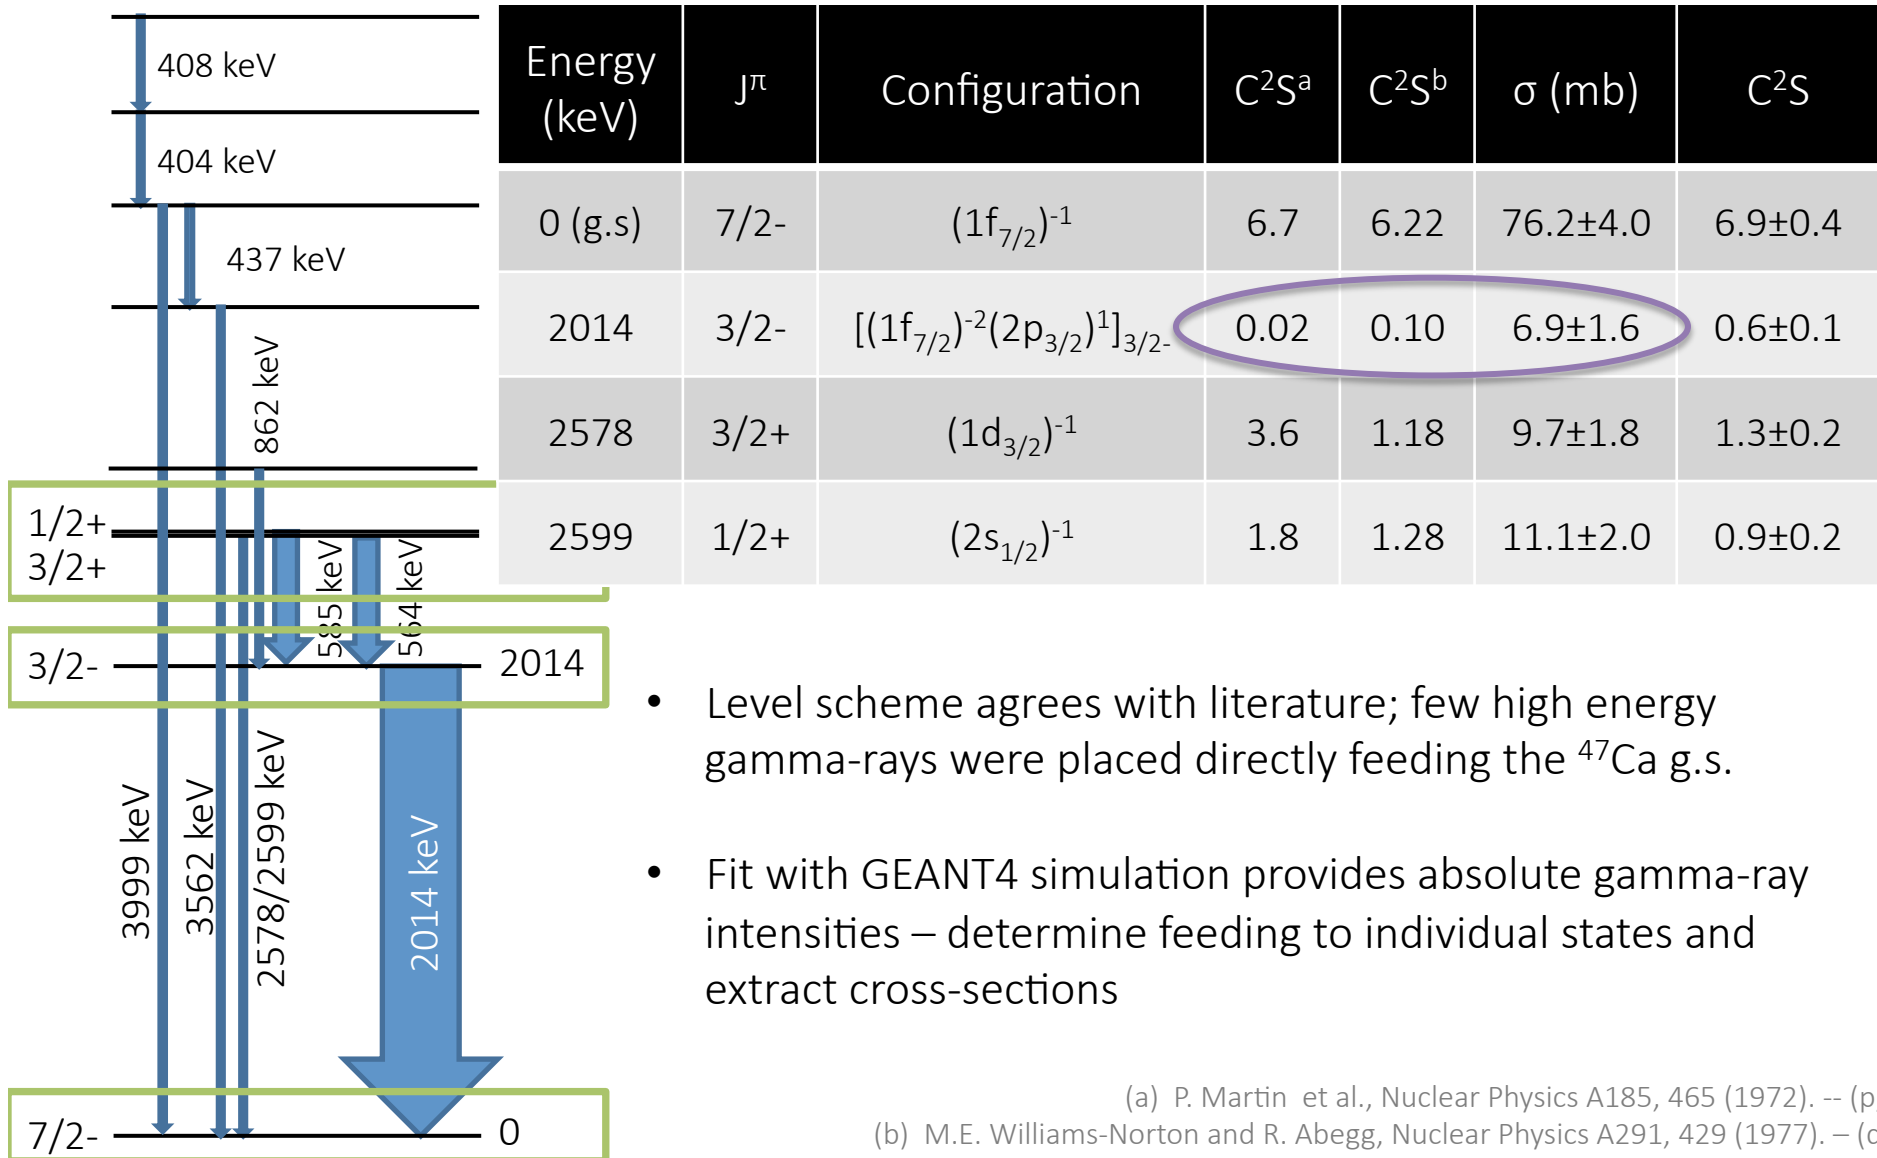 408 keV
404 keV
437 keV
862 keV
1/2+
3/2+
585 keV
564 keV
3/2-
2014
3999 keV
3562 keV
2578/2599 keV
2014 keV
7/2-
0
Energy (keV) J^π Configuration C²Sᵃ C²Sᵇ σ (mb) C²S
0 (g.s) 7/2- (1f₇/₂)⁻¹ 6.7 6.22 76.2±4.0 6.9±0.4
2014 3/2- [(1f₇/₂)⁻²(2p₃/₂)¹]₃/₂₋ 0.02 0.10 6.9±1.6 0.6±0.1
2578 3/2+ (1d₃/₂)⁻¹ 3.6 1.18 9.7±1.8 1.3±0.2
2599 1/2+ (2s₁/₂)⁻¹ 1.8 1.28 11.1±2.0 0.9±0.2
• Level scheme agrees with literature; few high energy
gamma-rays were placed directly feeding the ⁴⁷Ca g.s.
• Fit with GEANT4 simulation provides absolute gamma-ray
intensities – determine feeding to individual states and
extract cross-sections
(a) P. Martin et al., Nuclear Physics A185, 465 (1972). -- (p,
(b) M.E. Williams-Norton and R. Abegg, Nuclear Physics A291, 429 (1977). – (d